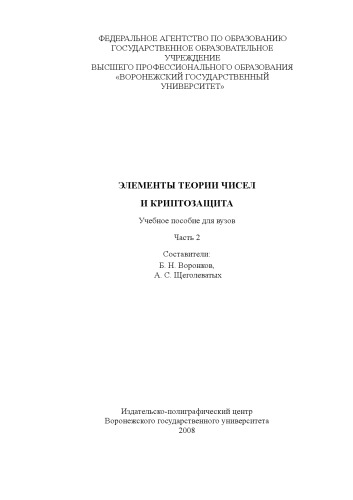 ФЕДЕРАЛЬНОЕ АГЕНТСТВО ПО ОБРАЗОВАНИЮ
ГОСУДАРСТВЕННОЕ ОБРАЗОВАТЕЛЬНОЕ
УЧРЕЖДЕНИЕ
ВЫСШЕГО ПРОФЕССИОНАЛЬНОГО ОБРАЗОВАНИЯ
«ВОРОНЕЖСКИЙ ГОСУДАРСТВЕННЫЙ
УНИВЕРСИТЕТ»
ЭЛЕМЕНТЫ ТЕОРИИ ЧИСЕЛ
И КРИПТОЗАЩИТА
Учебное пособие для вузов
Часть 2
Составители:
Б. Н. Воронков,
А. С. Щеголеватых
Издательско-полиграфический центр
Воронежского государственного университета
2008